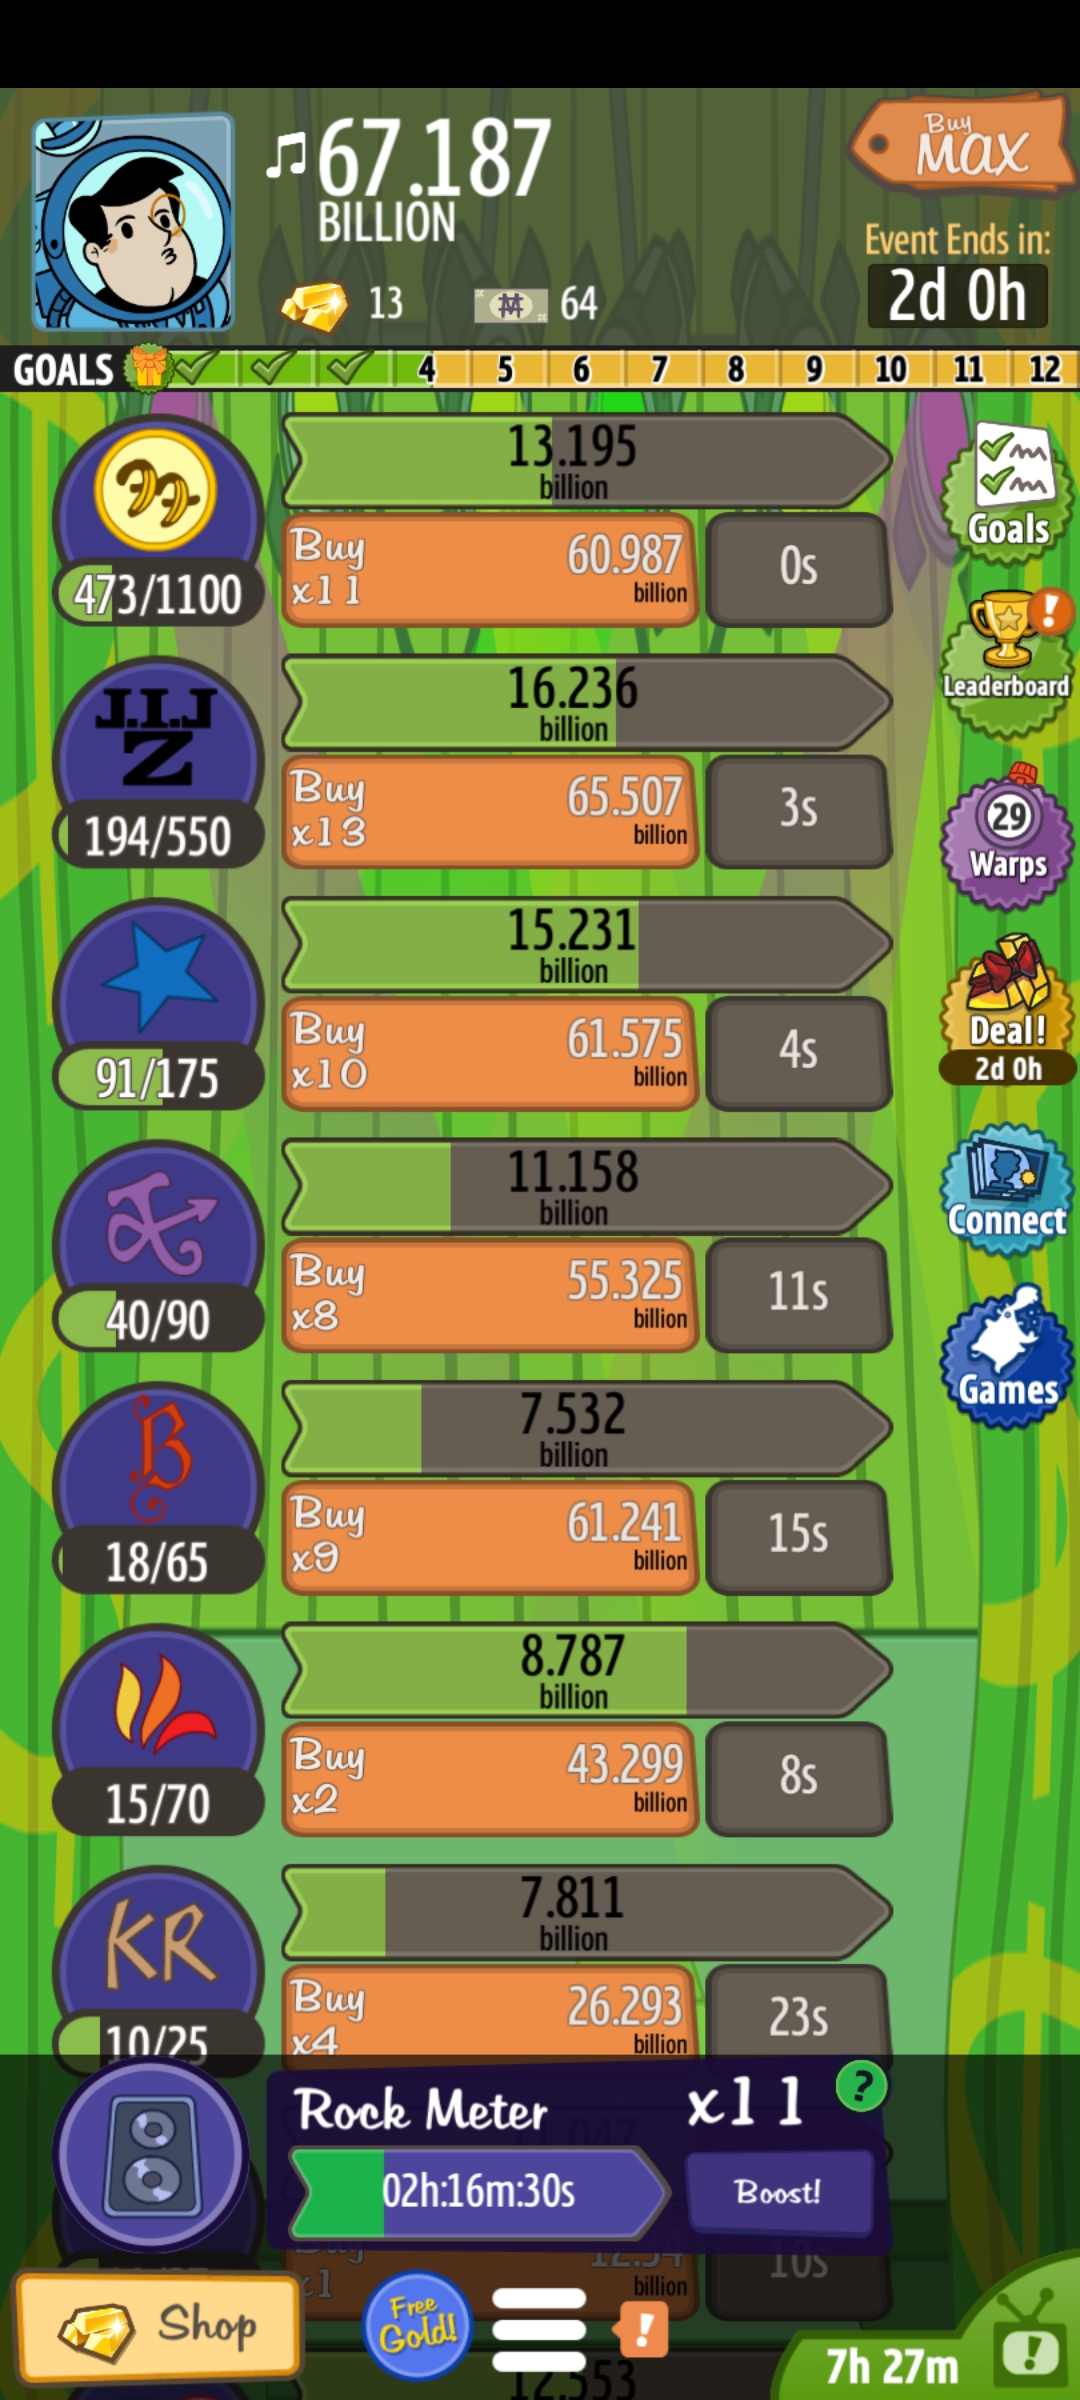 67.187
BILLION
Buy
MAX
Event Ends in:
2d 0h
13
64
GOALS
4 5 6 7 8 9 10 11 12
13.195
billion
Buy
x11
60.987
billion
0s
473/1100
Goals
J.I.J
Z
16.236
billion
Buy
x13
65.507
billion
3s
194/550
Leaderboard
29
Warps
15.231
billion
Buy
x10
61.575
billion
4s
91/175
Deal!
2d 0h
11.158
billion
Buy
x8
55.325
billion
11s
40/90
Connect
B
7.532
billion
Buy
x9
61.241
billion
15s
18/65
Games
8.787
billion
Buy
x2
43.299
billion
8s
15/70
KR
7.811
billion
Buy
x4
26.293
billion
23s
10/25
Rock Meter
x11
?
02h:16m:30s
Boost!
billion
10s
Shop
Free
Gold!
!
7h 27m
!
12.553